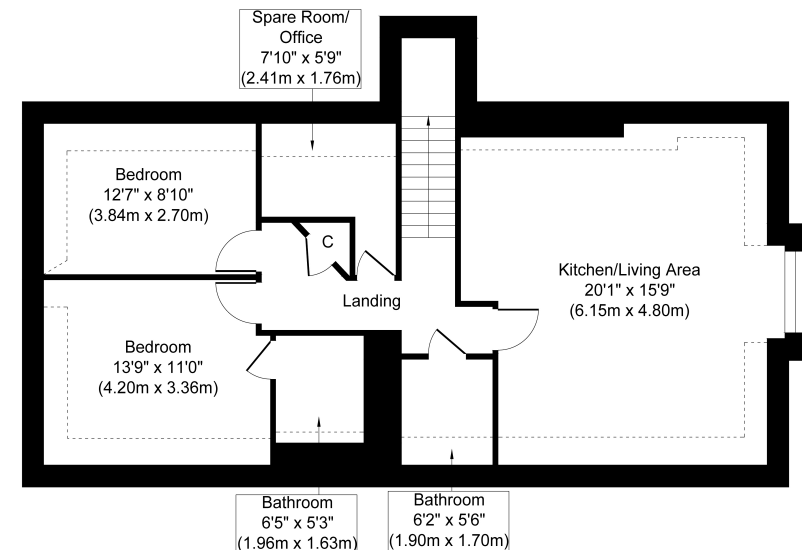 Spare Room/
Office
7'10" x 5'9"
(2.41m x 1.76m)
Bedroom
12'7" x 8'10"
(3.84m x 2.70m)
C
Kitchen/Living Area
20'1" x 15'9"
(6.15m x 4.80m)
Landing
Bedroom
13'9" x 11'0"
(4.20m x 3.36m)
Bathroom
6'5" x 5'3"
(1.96m x 1.63m)
Bathroom
6'2" x 5'6"
(1.90m x 1.70m)